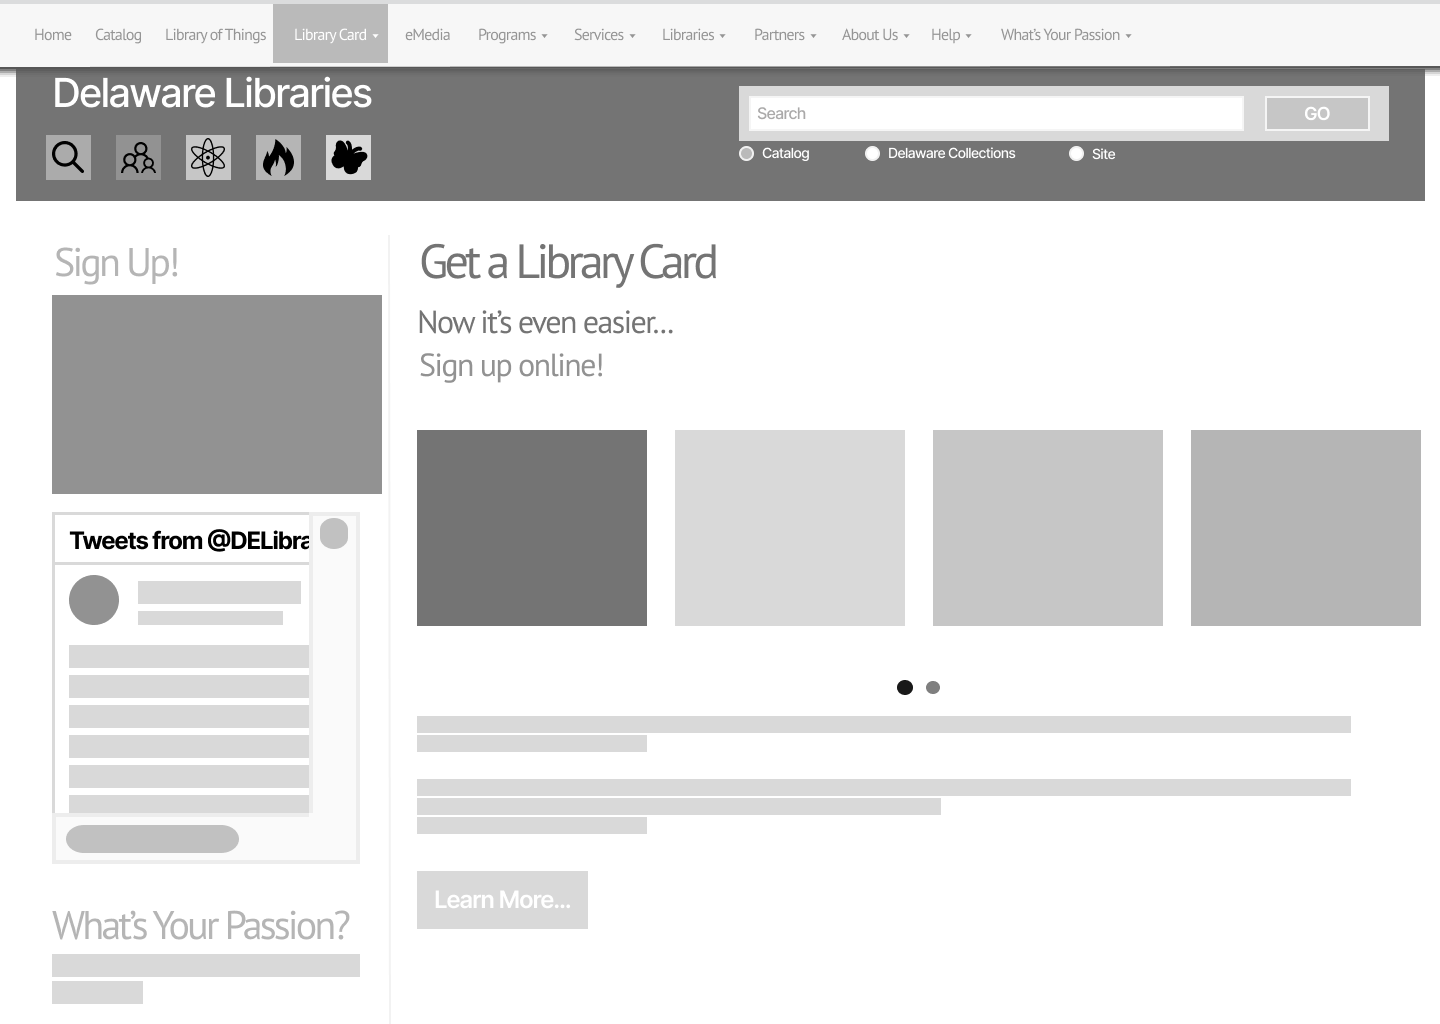 Home Catalog Library of Things Library Card eMedia Programs Services Libraries Partners About Us Help What's Your Passion
Delaware Libraries
Search GO
Catalog Delaware Collections Site
Sign Up!
Get a Library Card
Now it's even easier...
Sign up online!
Tweets from @DELibra
Learn More...
What's Your Passion?